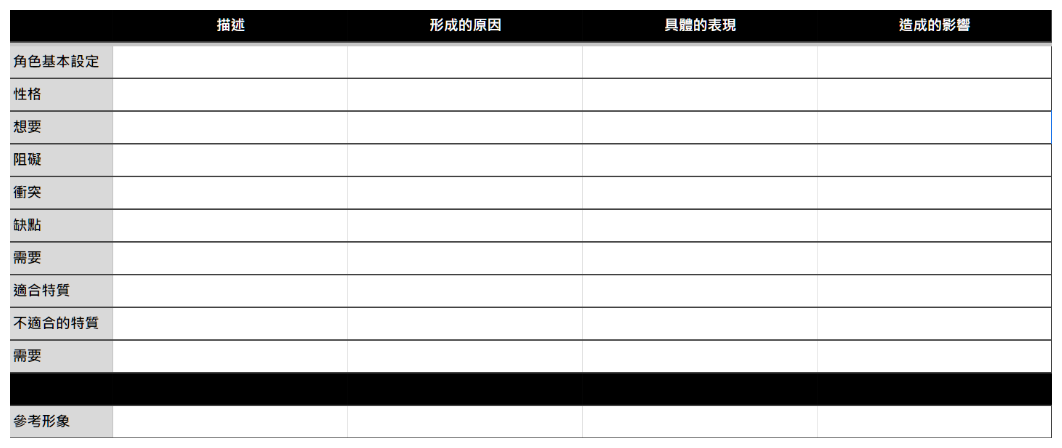 描述 形成的原因 具體的表現 造成的影響
角色基本設定
性格
想要
阻礙
衝突
缺點
需要
適合特質
不適合的特質
需要
參考形象